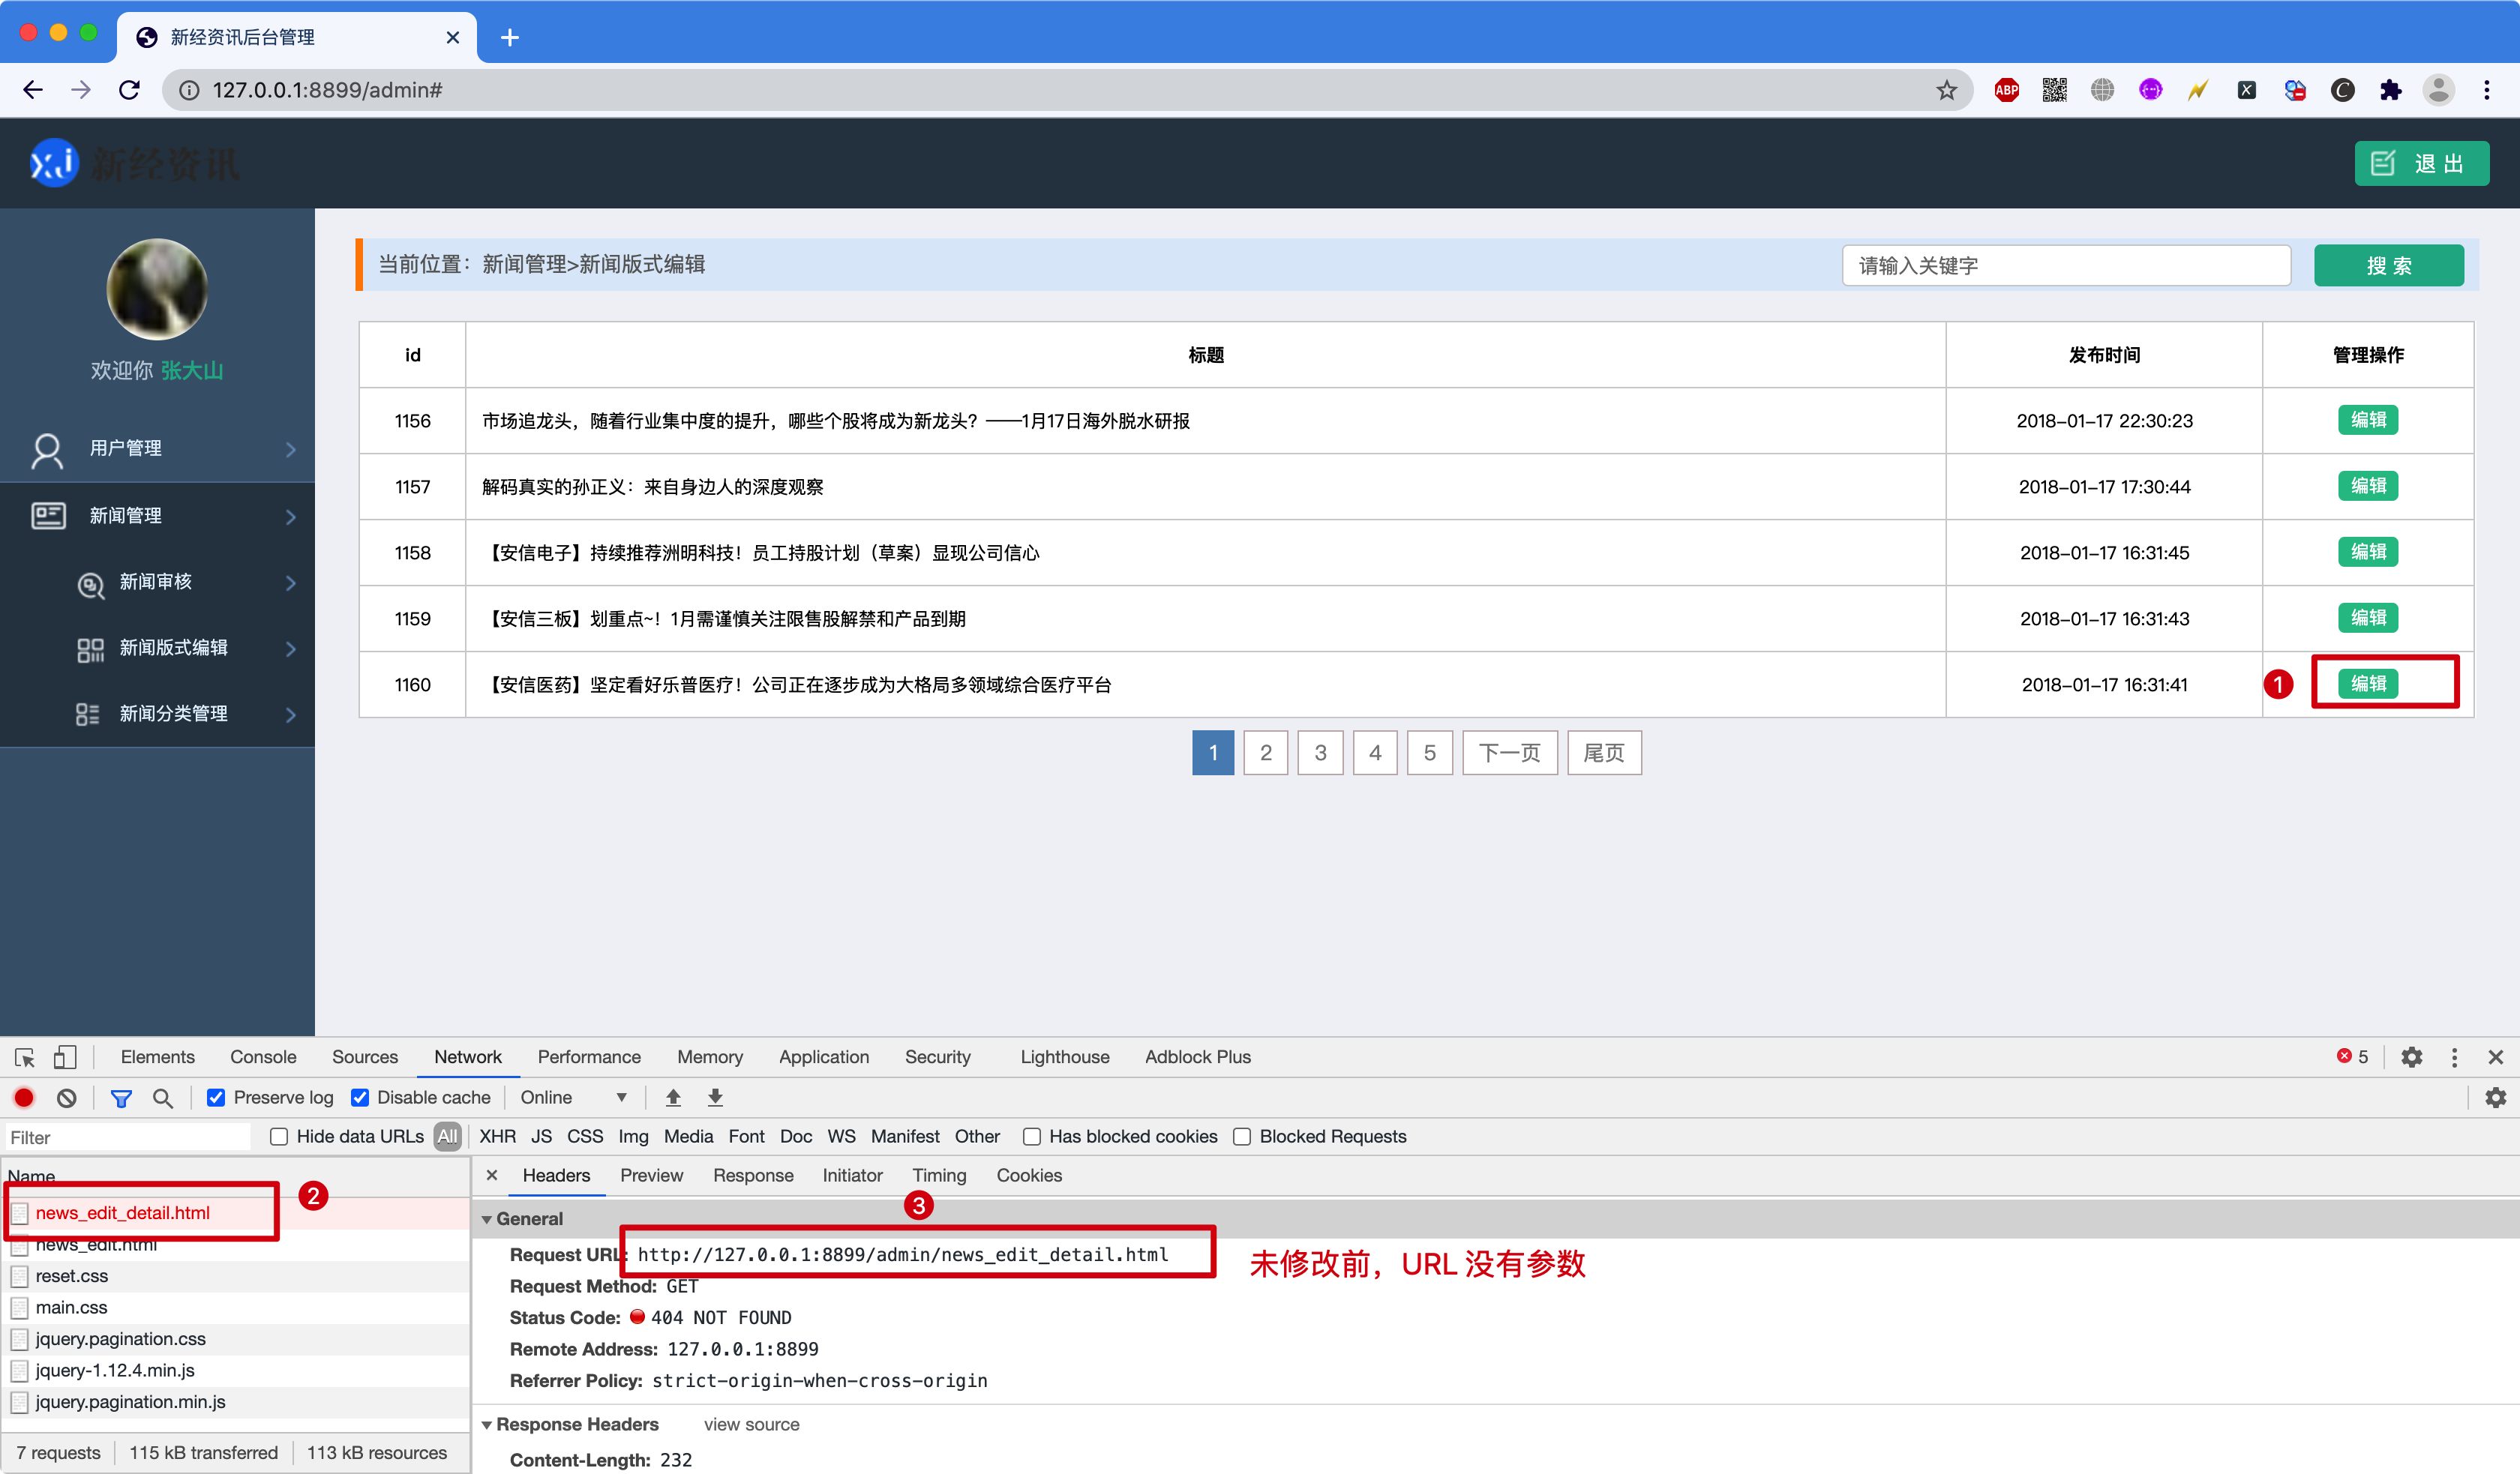 新经资讯后台管理
127.0.0.1:8899/admin#
ABP
新经资讯
退 出
当前位置：新闻管理>新闻版式编辑
请输入关键字
搜 索
欢迎你 张大山
用户管理
新闻管理
新闻审核
新闻版式编辑
新闻分类管理
id 标题 发布时间 管理操作
1156 市场追龙头，随着行业集中度的提升，哪些个股将成为新龙头？——1月17日海外脱水研报 2018-01-17 22:30:23 编辑
1157 解码真实的孙正义：来自身边人的深度观察 2018-01-17 17:30:44 编辑
1158 【安信电子】持续推荐洲明科技！员工持股计划（草案）显现公司信心 2018-01-17 16:31:45 编辑
1159 【安信三板】划重点~！1月需谨慎关注限售股解禁和产品到期 2018-01-17 16:31:43 编辑
1160 【安信医药】坚定看好乐普医疗！公司正在逐步成为大格局多领域综合医疗平台 2018-01-17 16:31:41 1 编辑
1 2 3 4 5 下一页 尾页
Elements Console Sources Network Performance Memory Application Security Lighthouse Adblock Plus 5
Preserve log Disable cache Online
Filter Hide data URLs All XHR JS CSS Img Media Font Doc WS Manifest Other Has blocked cookies Blocked Requests
Name
news_edit_detail.html
2
news_edit.html
reset.css
main.css
jquery.pagination.css
jquery-1.12.4.min.js
jquery.pagination.min.js
7 requests 115 kB transferred 113 kB resources
Headers Preview Response Initiator Timing Cookies
3
General
Request URL: http://127.0.0.1:8899/admin/news_edit_detail.html
未修改前，URL 没有参数
Request Method: GET
Status Code: 404 NOT FOUND
Remote Address: 127.0.0.1:8899
Referrer Policy: strict-origin-when-cross-origin
Response Headers view source
Content-Length: 232